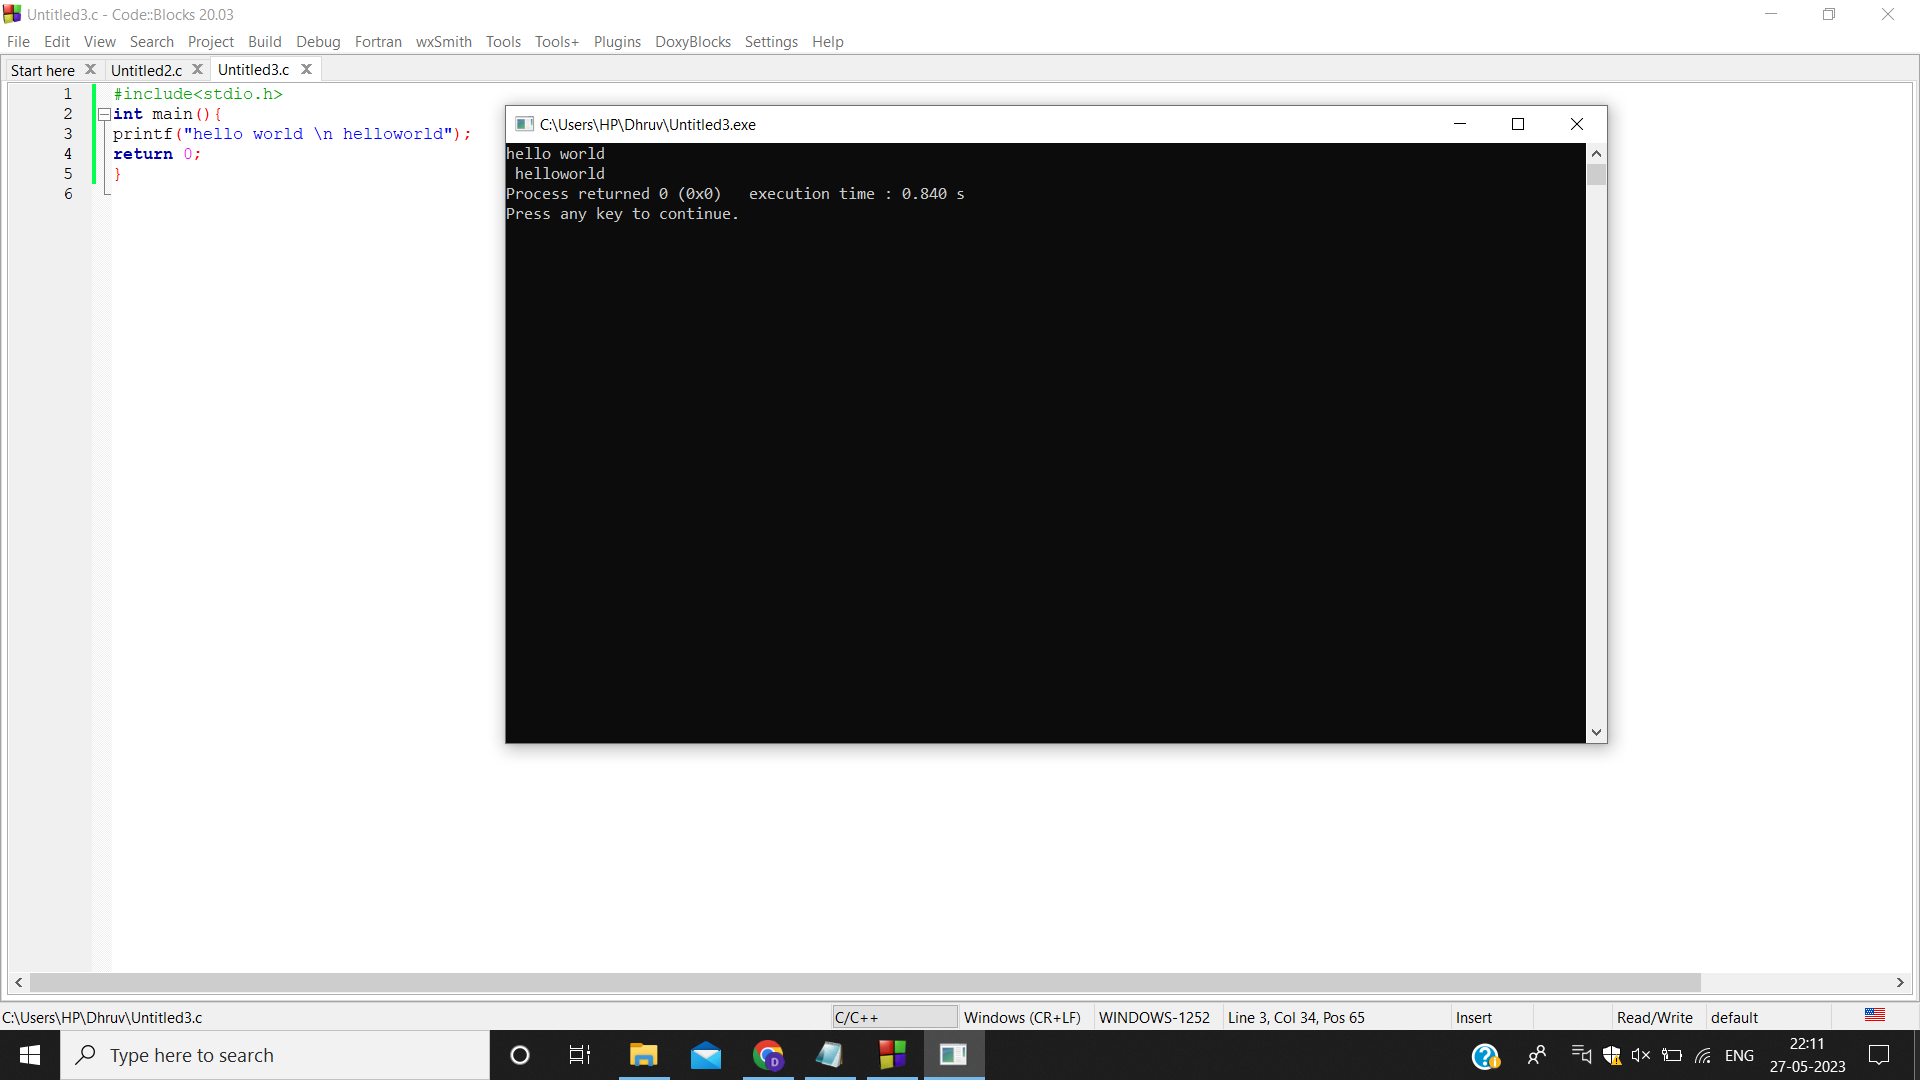 Untitled3.c - Code::Blocks 20.03
File Edit View Search Project Build Debug Fortran wxSmith Tools Tools+ Plugins DoxyBlocks Settings Help
Start here X Untitled2.c X Untitled3.c X
1 #include<stdio.h>
2 int main(){
3 printf("hello world \n helloworld");
4 return 0;
5 }
6
C:\Users\HP\Dhruv\Untitled3.exe
hello world
 helloworld
Process returned 0 (0x0)   execution time : 0.840 s
Press any key to continue.
C:\Users\HP\Dhruv\Untitled3.c C/C++ Windows (CR+LF) WINDOWS-1252 Line 3, Col 34, Pos 65 Insert Read/Write default
Type here to search
D
ENG
22:11
27-05-2023